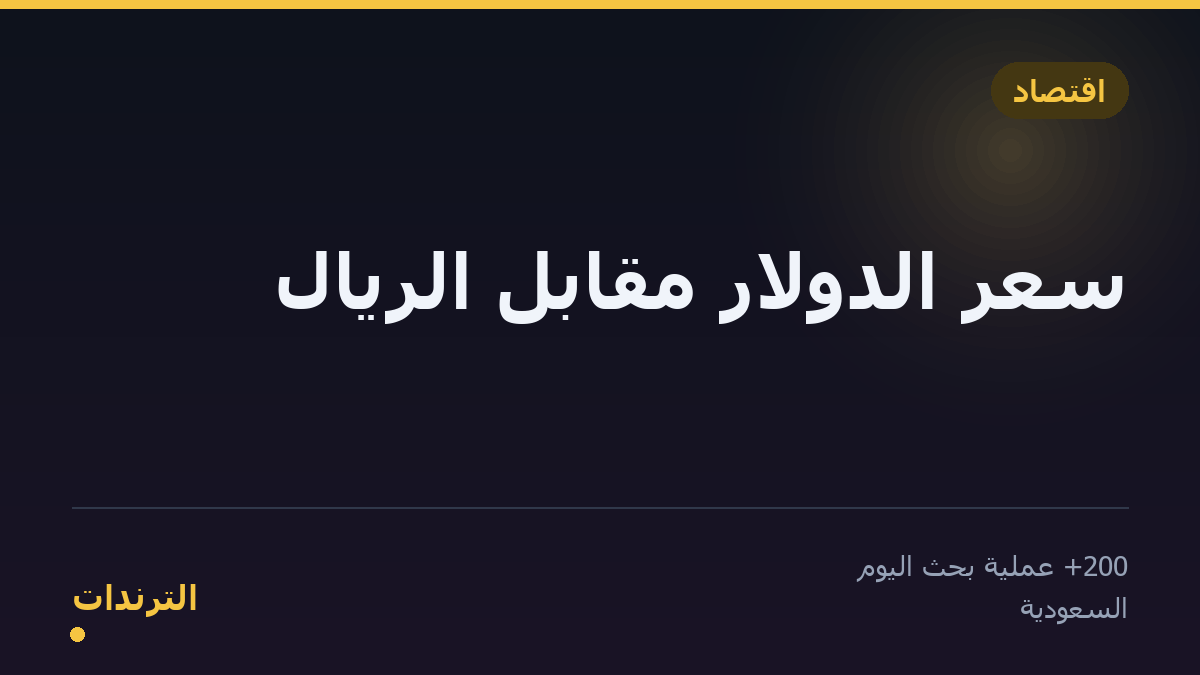 اقتصاد
سعر الدولار مقابل الريال
200+ عملية بحث اليوم
السعودية
الترندات